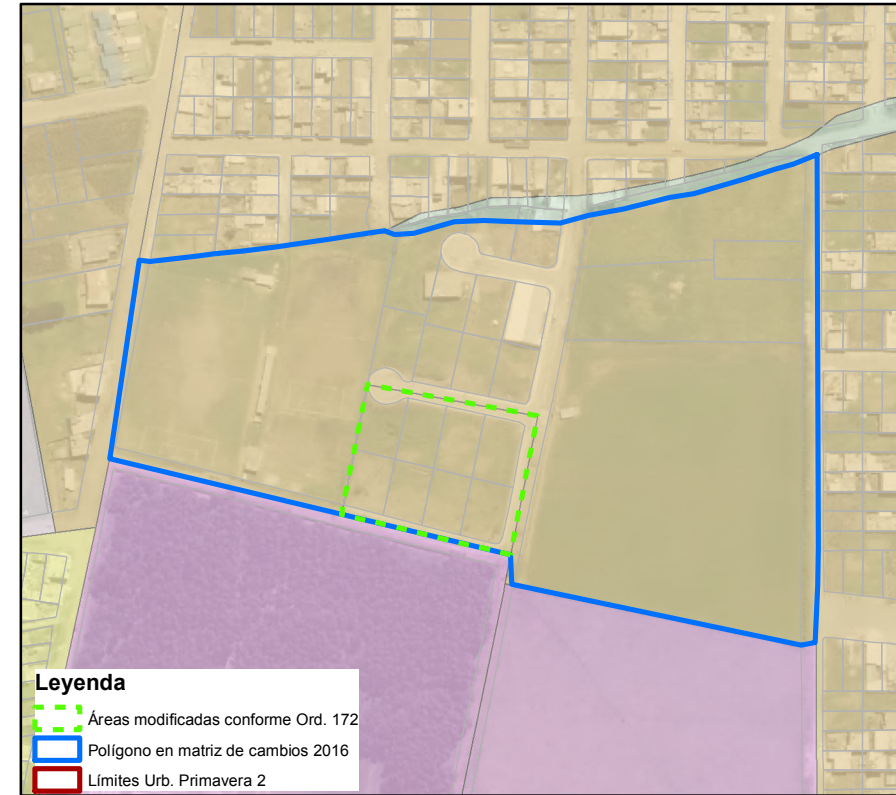 Leyenda
Áreas modificadas conforme Ord. 172
Polígono en matriz de cambios 2016
Límites Urb. Primavera 2